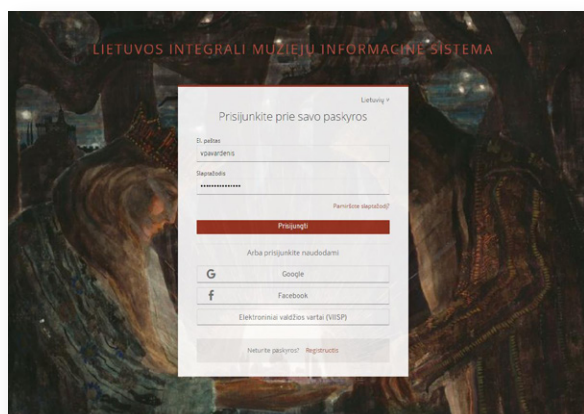 LIETUVOS INTEGRALI MUZIEJŲ INFORMACINĖ SISTEMA
Lietuvių
Prisijunkite prie savo paskyros
El. paštas
vpavardenis
Slaptažodis
•••••••••••••••
Pamiršote slaptažodį?
Prisijungti
Arba prisijunkite naudodami
Google
Facebook
Elektroniniai valdžios vartai (VIISP)
Neturite paskyros? Registruotis